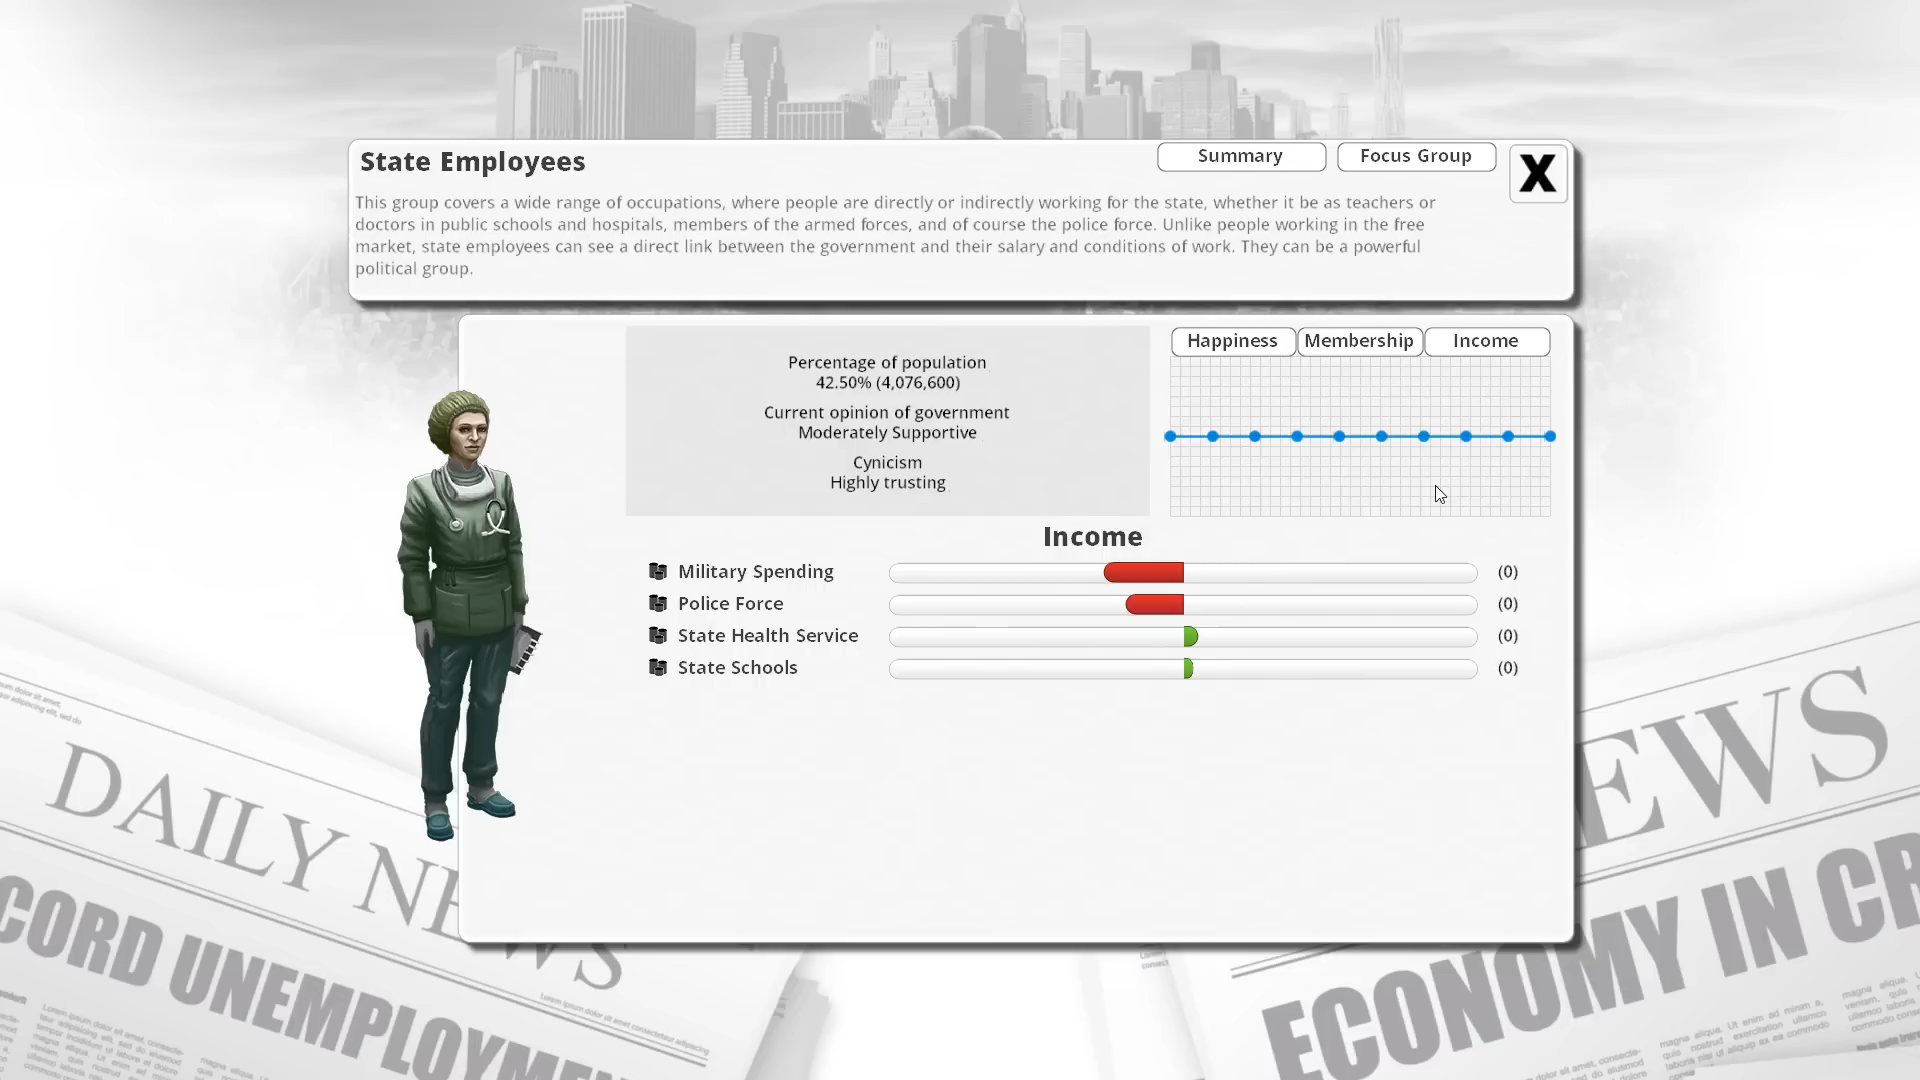 State Employees
Summary
Focus Group
X
This group covers a wide range of occupations, where people are directly or indirectly working for the state, whether it be as teachers or
doctors in public schools and hospitals, members of the armed forces, and of course the police force. Unlike people working in the free
market, state employees can see a direct link between the government and their salary and conditions of work. They can be a powerful
political group.
Percentage of population
42.50% (4,076,600)
Current opinion of government
Moderately Supportive
Cynicism
Highly trusting
Happiness
Membership
Income
Income
Military Spending
(0)
Police Force
(0)
State Health Service
(0)
State Schools
(0)
DAILY NEWS
CORD UNEMPLOYME
EWS
ECONOMY IN CR